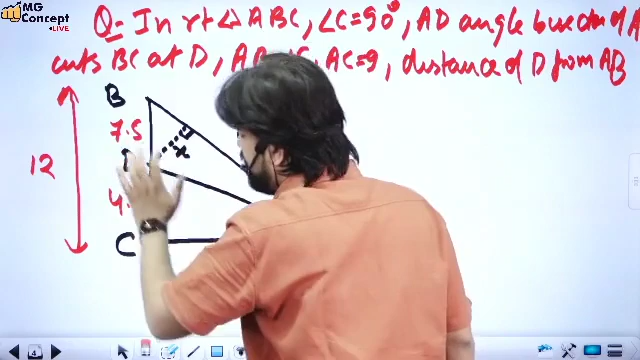 MG
Concept
LIVE
Q- In rt △ ABC, ∠C=90°, AD angle bisector of A
cuts BC at D, AC=9, distance of D from AB
B
7.5
x
12
4.
C
4